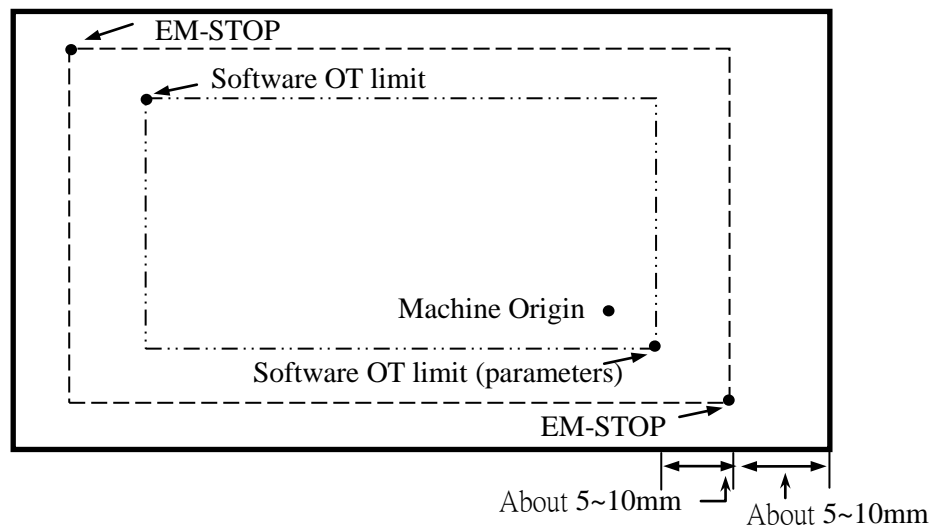 EM-STOP
Software OT limit
Machine Origin
Software OT limit (parameters)
EM-STOP
About 5~10mm
About 5~10mm